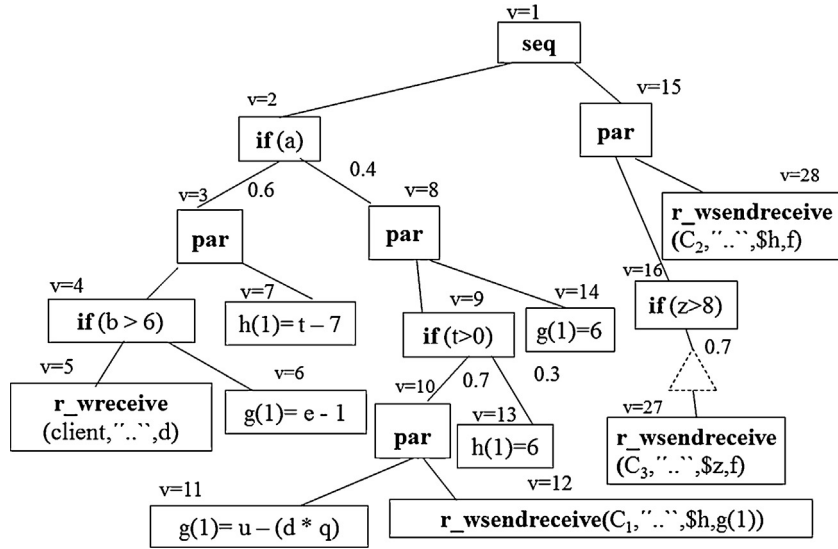 v=1
seq
v=2
v=15
if (a)
par
0.6
0.4
v=3
v=8
v=28
par
par
r_wsendreceive
(C2,˝..``,$h,f)
v=4
v=7
v=9
v=14
v=16
if (b > 6)
h(1)= t – 7
if (t>0)
g(1)=6
if (z>8)
v=5
v=6
v=10
0.7
0.3
0.7
r_wreceive
(client,˝..``,d)
g(1)= e - 1
par
v=13
h(1)=6
v=27
r_wsendreceive
(C3,˝..``,$z,f)
v=11
v=12
g(1)= u – (d * q)
r_wsendreceive(C1,˝..``,$h,g(1))